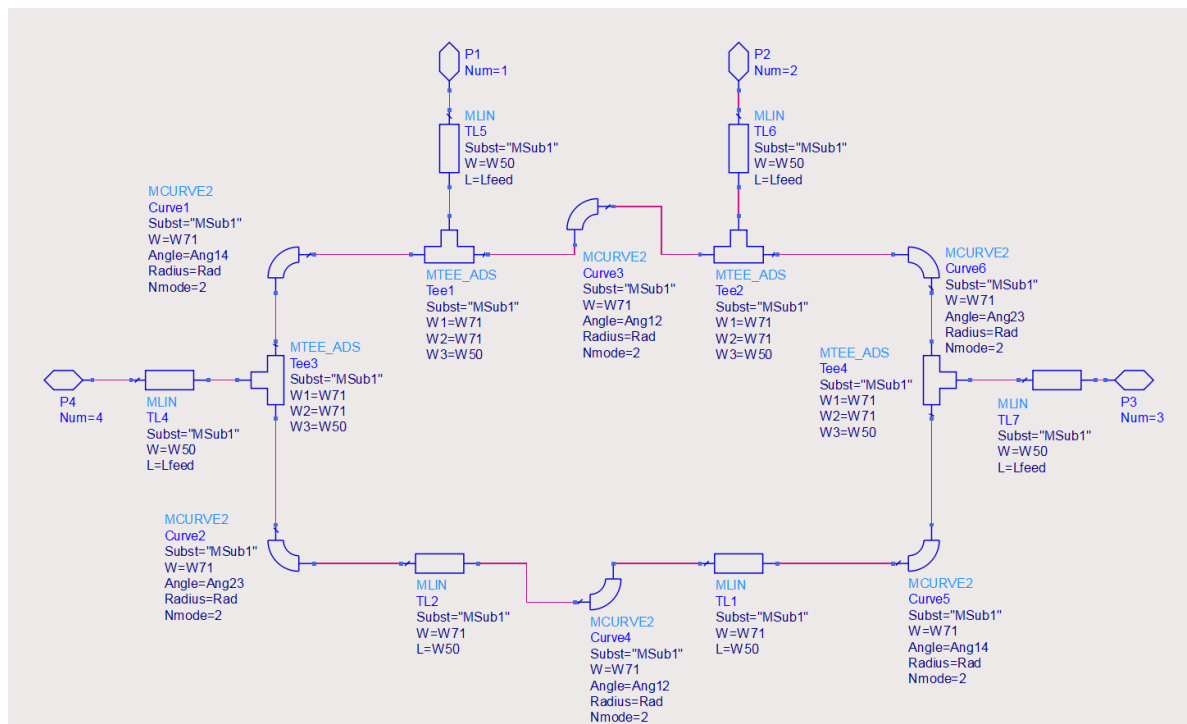 P1
Num=1
P2
Num=2
MLIN
TL5
Subst="MSub1"
W=W50
L=Lfeed
MLIN
TL6
Subst="MSub1"
W=W50
L=Lfeed
MCURVE2
Curve1
Subst="MSub1"
W=W71
Angle=Ang14
Radius=Rad
Nmode=2
MTEE_ADS
Tee1
Subst="MSub1"
W1=W71
W2=W71
W3=W50
MCURVE2
Curve3
Subst="MSub1"
W=W71
Angle=Ang12
Radius=Rad
Nmode=2
MTEE_ADS
Tee2
Subst="MSub1"
W1=W71
W2=W71
W3=W50
MCURVE2
Curve6
Subst="MSub1"
W=W71
Angle=Ang23
Radius=Rad
Nmode=2
P4
Num=4
MLIN
TL4
Subst="MSub1"
W=W50
L=Lfeed
MTEE_ADS
Tee3
Subst="MSub1"
W1=W71
W2=W71
W3=W50
MTEE_ADS
Tee4
Subst="MSub1"
W1=W71
W2=W71
W3=W50
MLIN
TL7
Subst="MSub1"
W=W50
L=Lfeed
P3
Num=3
MCURVE2
Curve2
Subst="MSub1"
W=W71
Angle=Ang23
Radius=Rad
Nmode=2
MLIN
TL2
Subst="MSub1"
W=W71
L=W50
MCURVE2
Curve4
Subst="MSub1"
W=W71
Angle=Ang12
Radius=Rad
Nmode=2
MLIN
TL1
Subst="MSub1"
W=W71
L=W50
MCURVE2
Curve5
Subst="MSub1"
W=W71
Angle=Ang14
Radius=Rad
Nmode=2